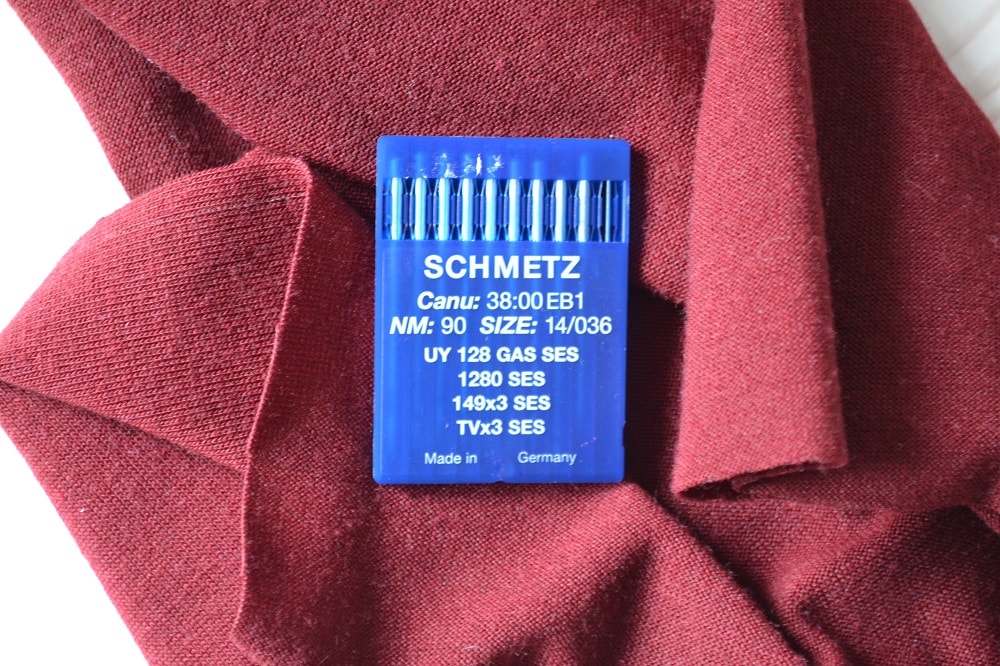 SCHMETZ
Canu: 38:00 EB1
NM: 90 SIZE: 14/036
UY 128 GAS SES
1280 SES
149x3 SES
TVx3 SES
Made in Germany